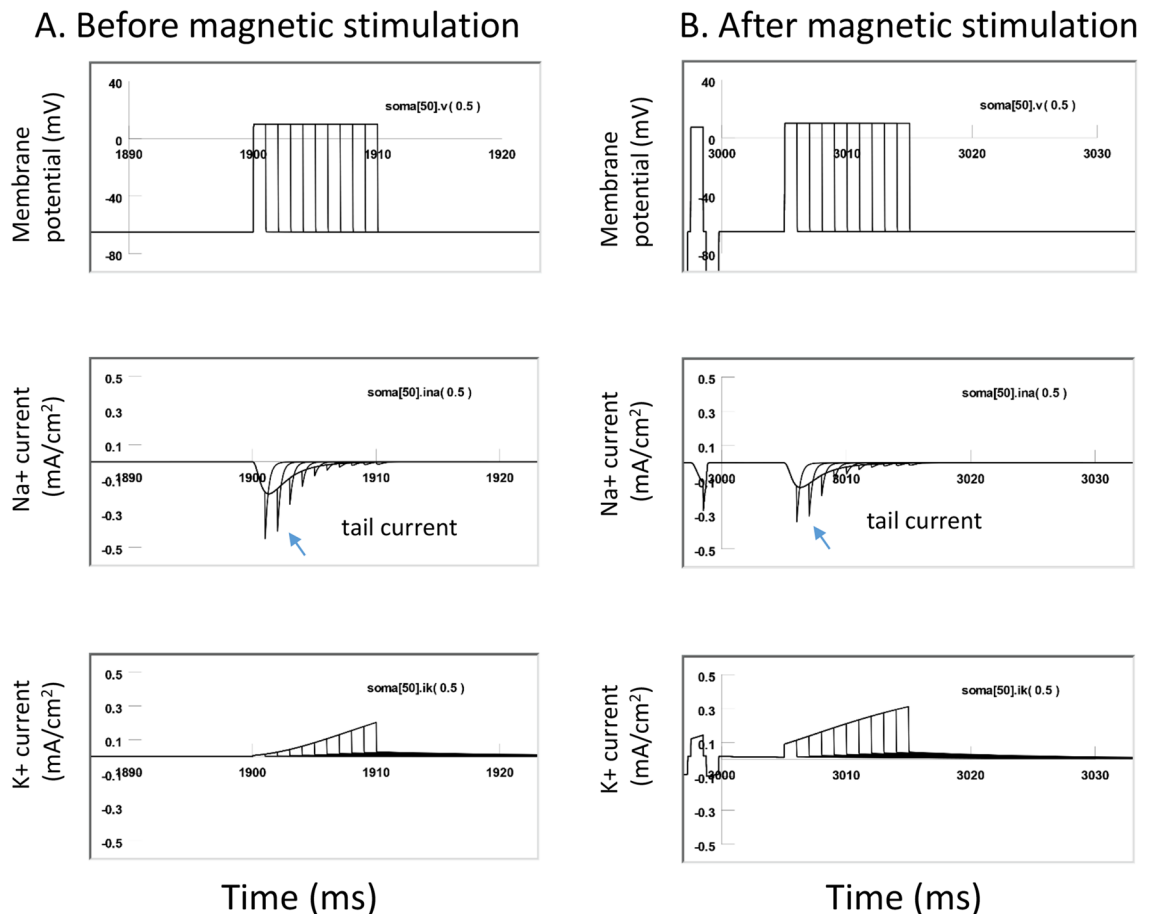 A. Before magnetic stimulation
B. After magnetic stimulation
Membrane
potential (mV)
40
0
-40
-80
soma[50].v( 0.5 )
1890
1900
1910
1920
Membrane
potential (mV)
40
0
-40
-80
soma[50].v( 0.5 )
3000
3010
3020
3030
Na+ current
(mA/cm²)
0.5
0.3
0.1
-0.1
-0.3
-0.5
soma[50].ina( 0.5 )
1890
1900
1910
1920
tail current
Na+ current
(mA/cm²)
0.5
0.3
0.1
-0.1
-0.3
-0.5
soma[50].ina( 0.5 )
3000
3010
3020
3030
tail current
K+ current
(mA/cm²)
0.5
0.3
0.1
-0.1
-0.3
-0.5
soma[50].ik( 0.5 )
1890
1900
1910
1920
K+ current
(mA/cm²)
0.5
0.3
0.1
-0.1
-0.3
-0.5
soma[50].ik( 0.5 )
3000
3010
3020
3030
Time (ms)
Time (ms)